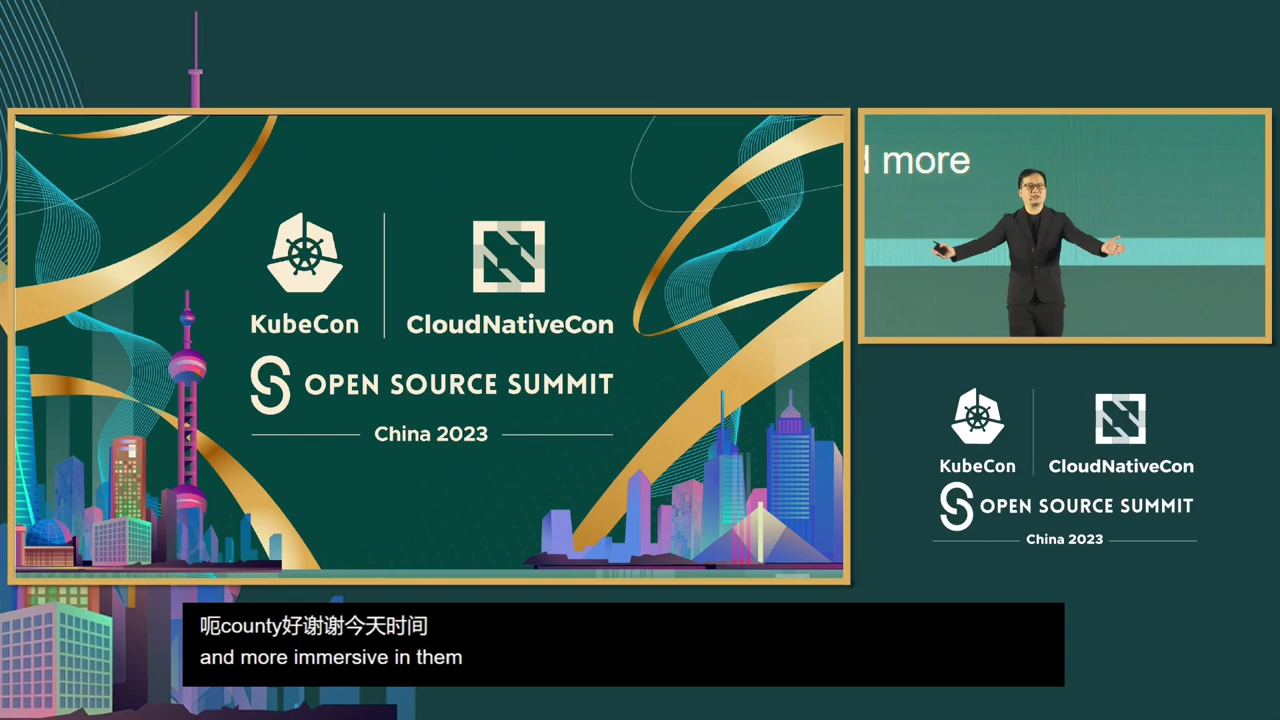 KubeCon
CloudNativeCon
OPEN SOURCE SUMMIT
China 2023
more
KubeCon
CloudNativeCon
OPEN SOURCE SUMMIT
China 2023
呃county好谢谢今天时间
and more immersive in them